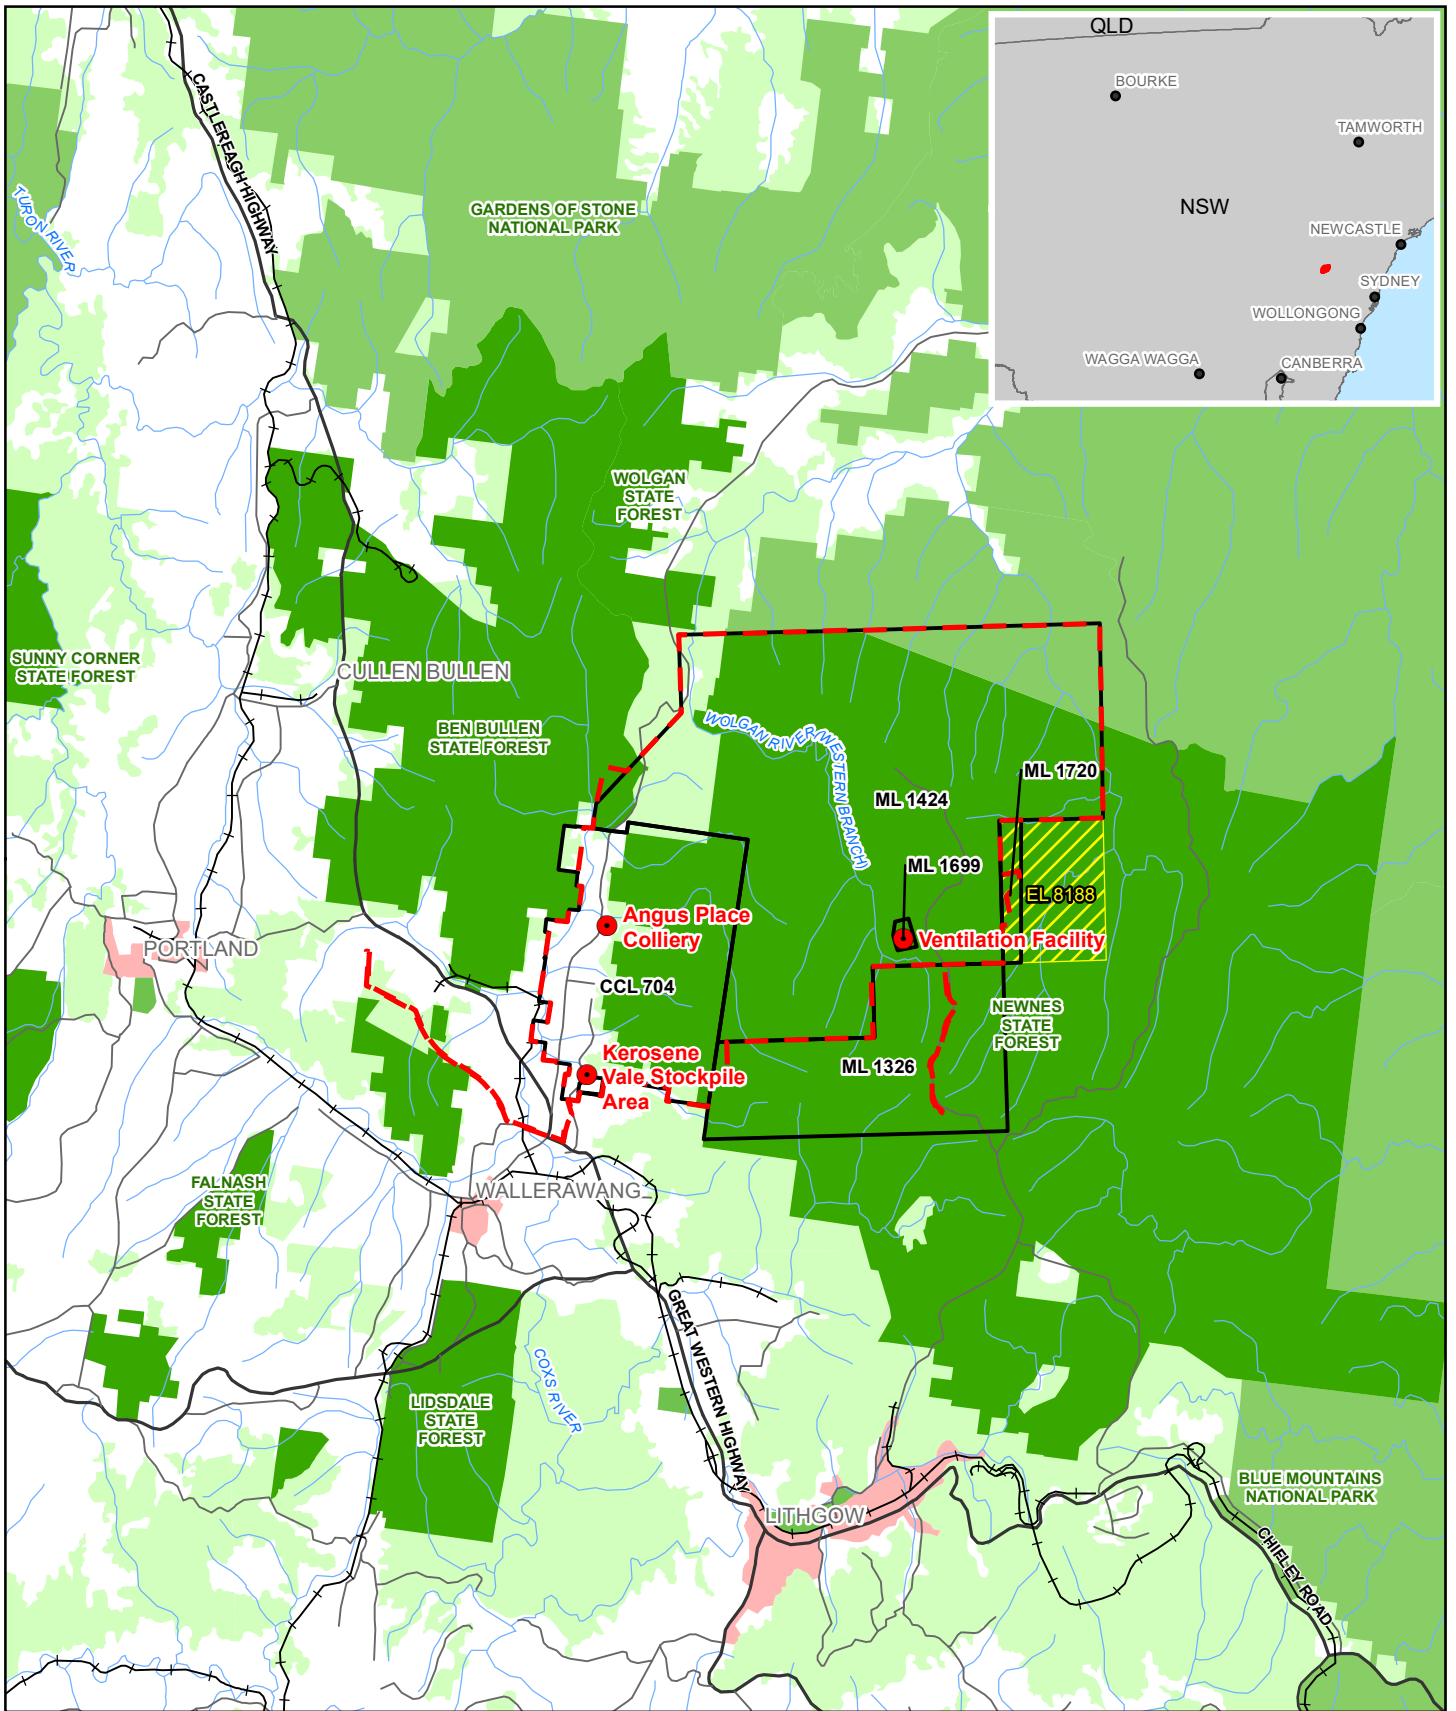 QLD
BOURKE
TAMWORTH
NSW
NEWCASTLE
SYDNEY
WOLLONGONG
WAGGA WAGGA
CANBERRA
CASTLEREAGH HIGHWAY
TURON RIVER
GARDENS OF STONE
NATIONAL PARK
WOLGAN
STATE
FOREST
SUNNY CORNER
STATE FOREST
CULLEN BULLEN
BEN BULLEN
STATE FOREST
WOLGAN RIVER (WESTERN BRANCH)
ML 1720
ML 1424
ML 1699
EL 8188
Angus Place
Colliery
Ventilation Facility
PORTLAND
CCL 704
NEWNES
STATE
FOREST
Kerosene
Vale Stockpile
Area
ML 1326
FALNASH
STATE
FOREST
WALLERAWANG
GREAT WESTERN HIGHWAY
COXS RIVER
LIDSDALE
STATE
FOREST
BLUE MOUNTAINS
NATIONAL PARK
LITHGOW
CHIFLEY ROAD